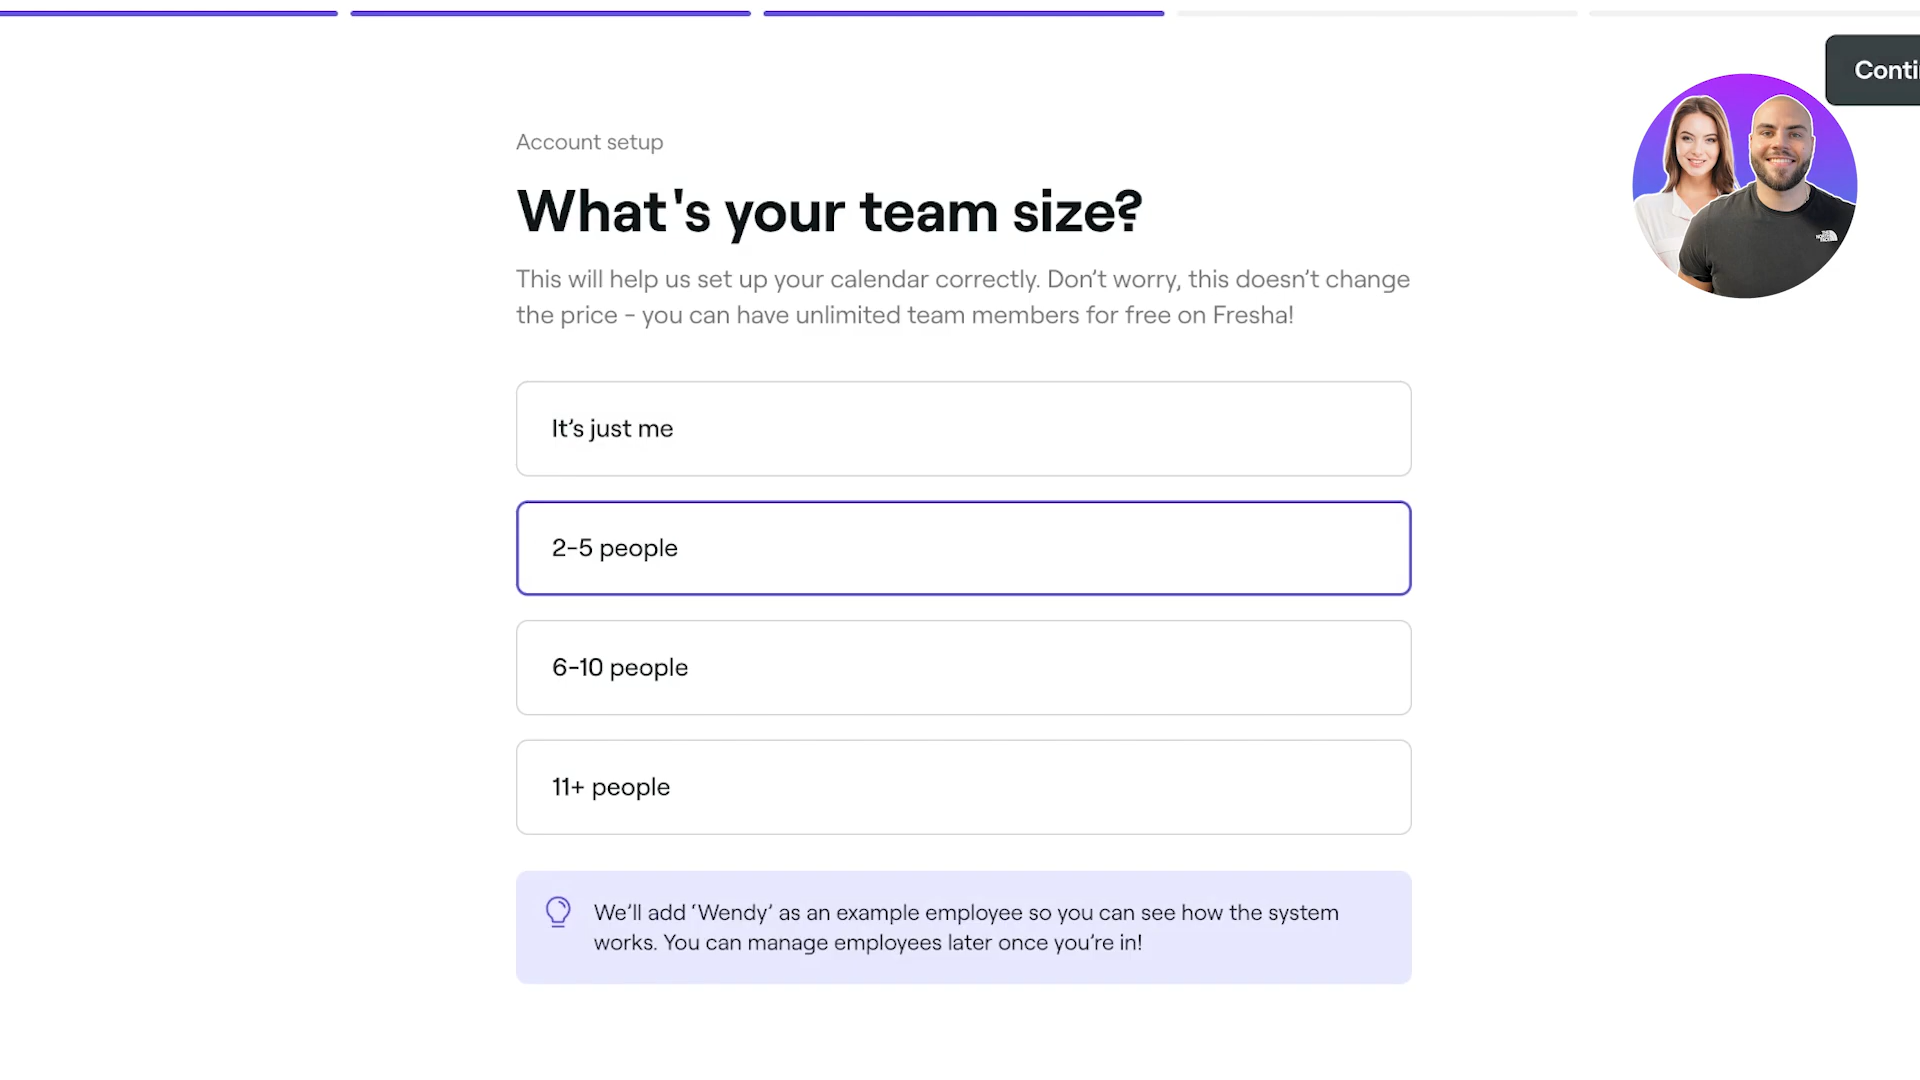 Conti
Account setup
What's your team size?
This will help us set up your calendar correctly. Don’t worry, this doesn’t change
the price - you can have unlimited team members for free on Fresha!
It’s just me
2-5 people
6-10 people
11+ people
We’ll add ‘Wendy’ as an example employee so you can see how the system
works. You can manage employees later once you’re in!
THE
NORTH
FACE